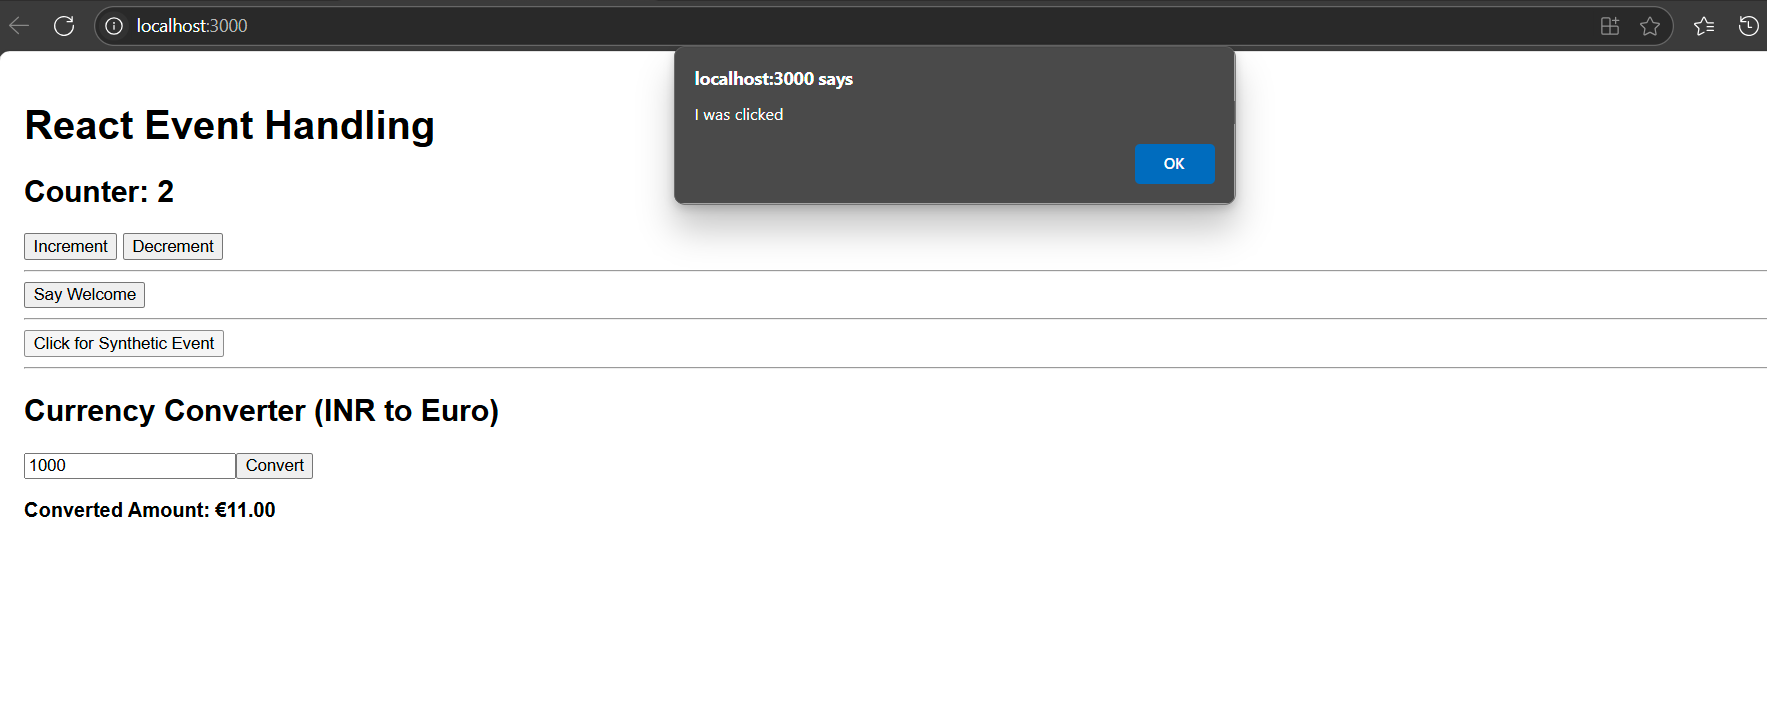 localhost:3000
localhost:3000 says
I was clicked
OK
React Event Handling
Counter: 2
Increment Decrement
Say Welcome
Click for Synthetic Event
Currency Converter (INR to Euro)
1000 Convert
Converted Amount: €11.00